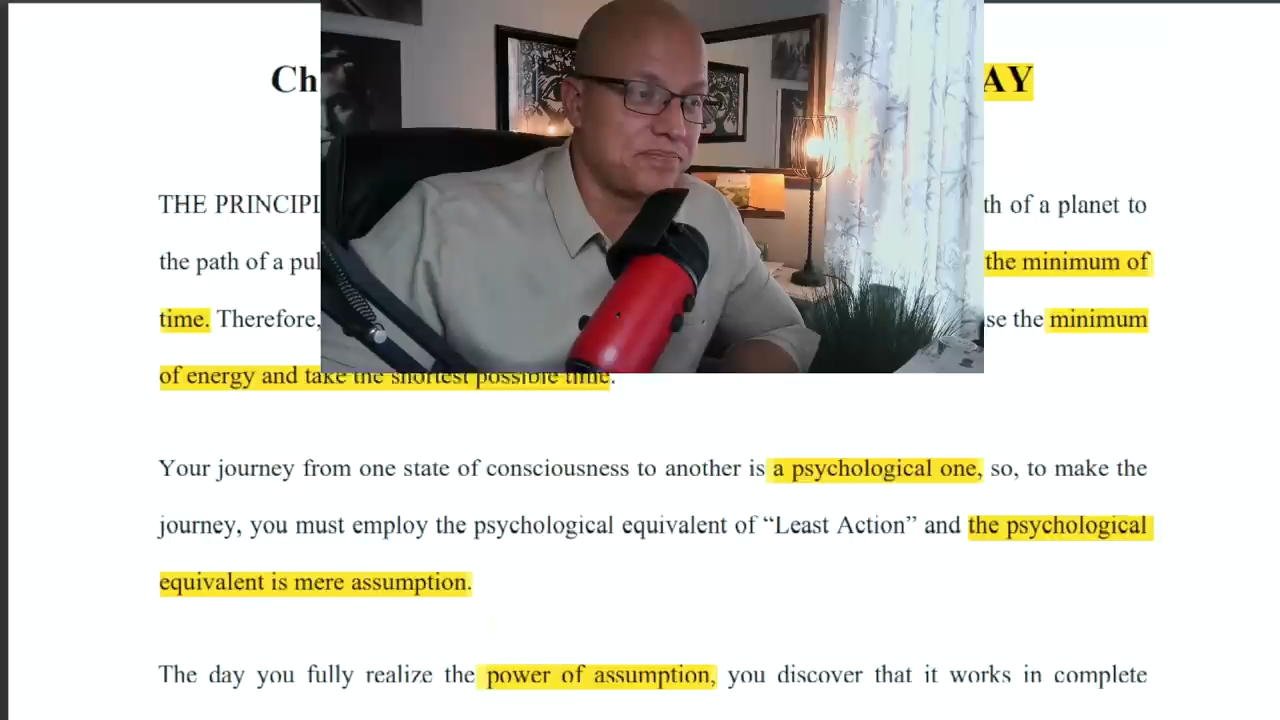 Ch AY
THE PRINCIPL th of a planet to
the path of a pul the minimum of
time. Therefore, se the minimum
of energy and take the shortest possible time.
Your journey from one state of consciousness to another is a psychological one, so, to make the
journey, you must employ the psychological equivalent of “Least Action” and the psychological
equivalent is mere assumption.
The day you fully realize the power of assumption, you discover that it works in complete